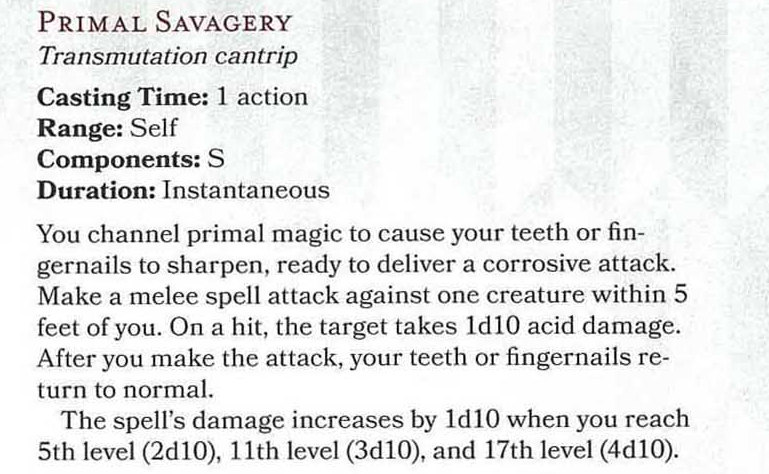 PRIMAL SAVAGERY
Transmutation cantrip
Casting Time: 1 action
Range: Self
Components: S
Duration: Instantaneous
You channel primal magic to cause your teeth or fin-
gernails to sharpen, ready to deliver a corrosive attack.
Make a melee spell attack against one creature within 5
feet of you. On a hit, the target takes 1d10 acid damage.
After you make the attack, your teeth or fingernails re-
turn to normal.
The spell's damage increases by 1d10 when you reach
5th level (2d10), 11th level (3d10), and 17th level (4d10).